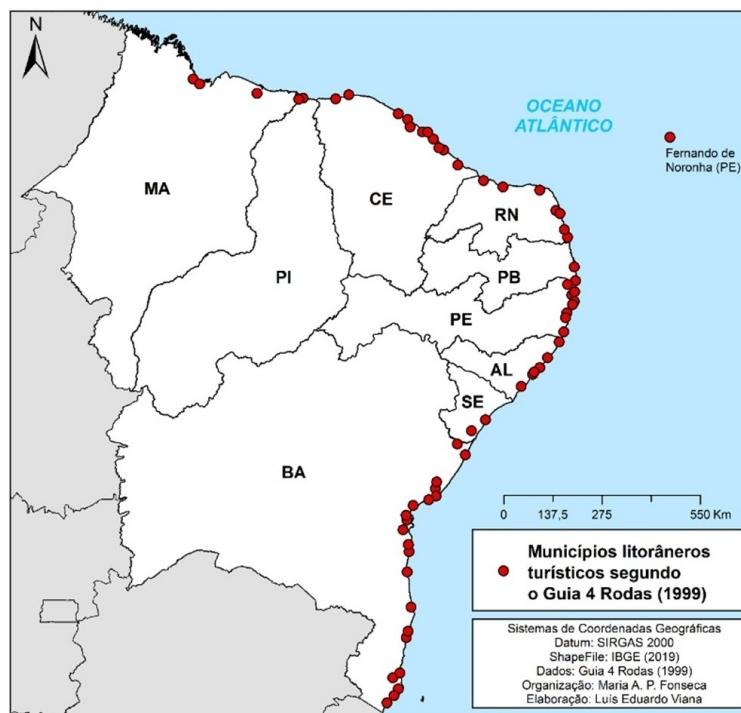 N
OCEANO
ATLÂNTICO
Fernando de
Noronha (PE)
MA
CE
RN
PI
PB
PE
AL
SE
BA
0 137,5 275 550 Km
Municípios litorâneros
turísticos segundo
o Guia 4 Rodas (1999)
Sistemas de Coordenadas Geográficas
Datum: SIRGAS 2000
ShapeFile: IBGE (2019)
Dados: Guia 4 Rodas (1999)
Organização: Maria A. P. Fonseca
Elaboração: Luís Eduardo Viana